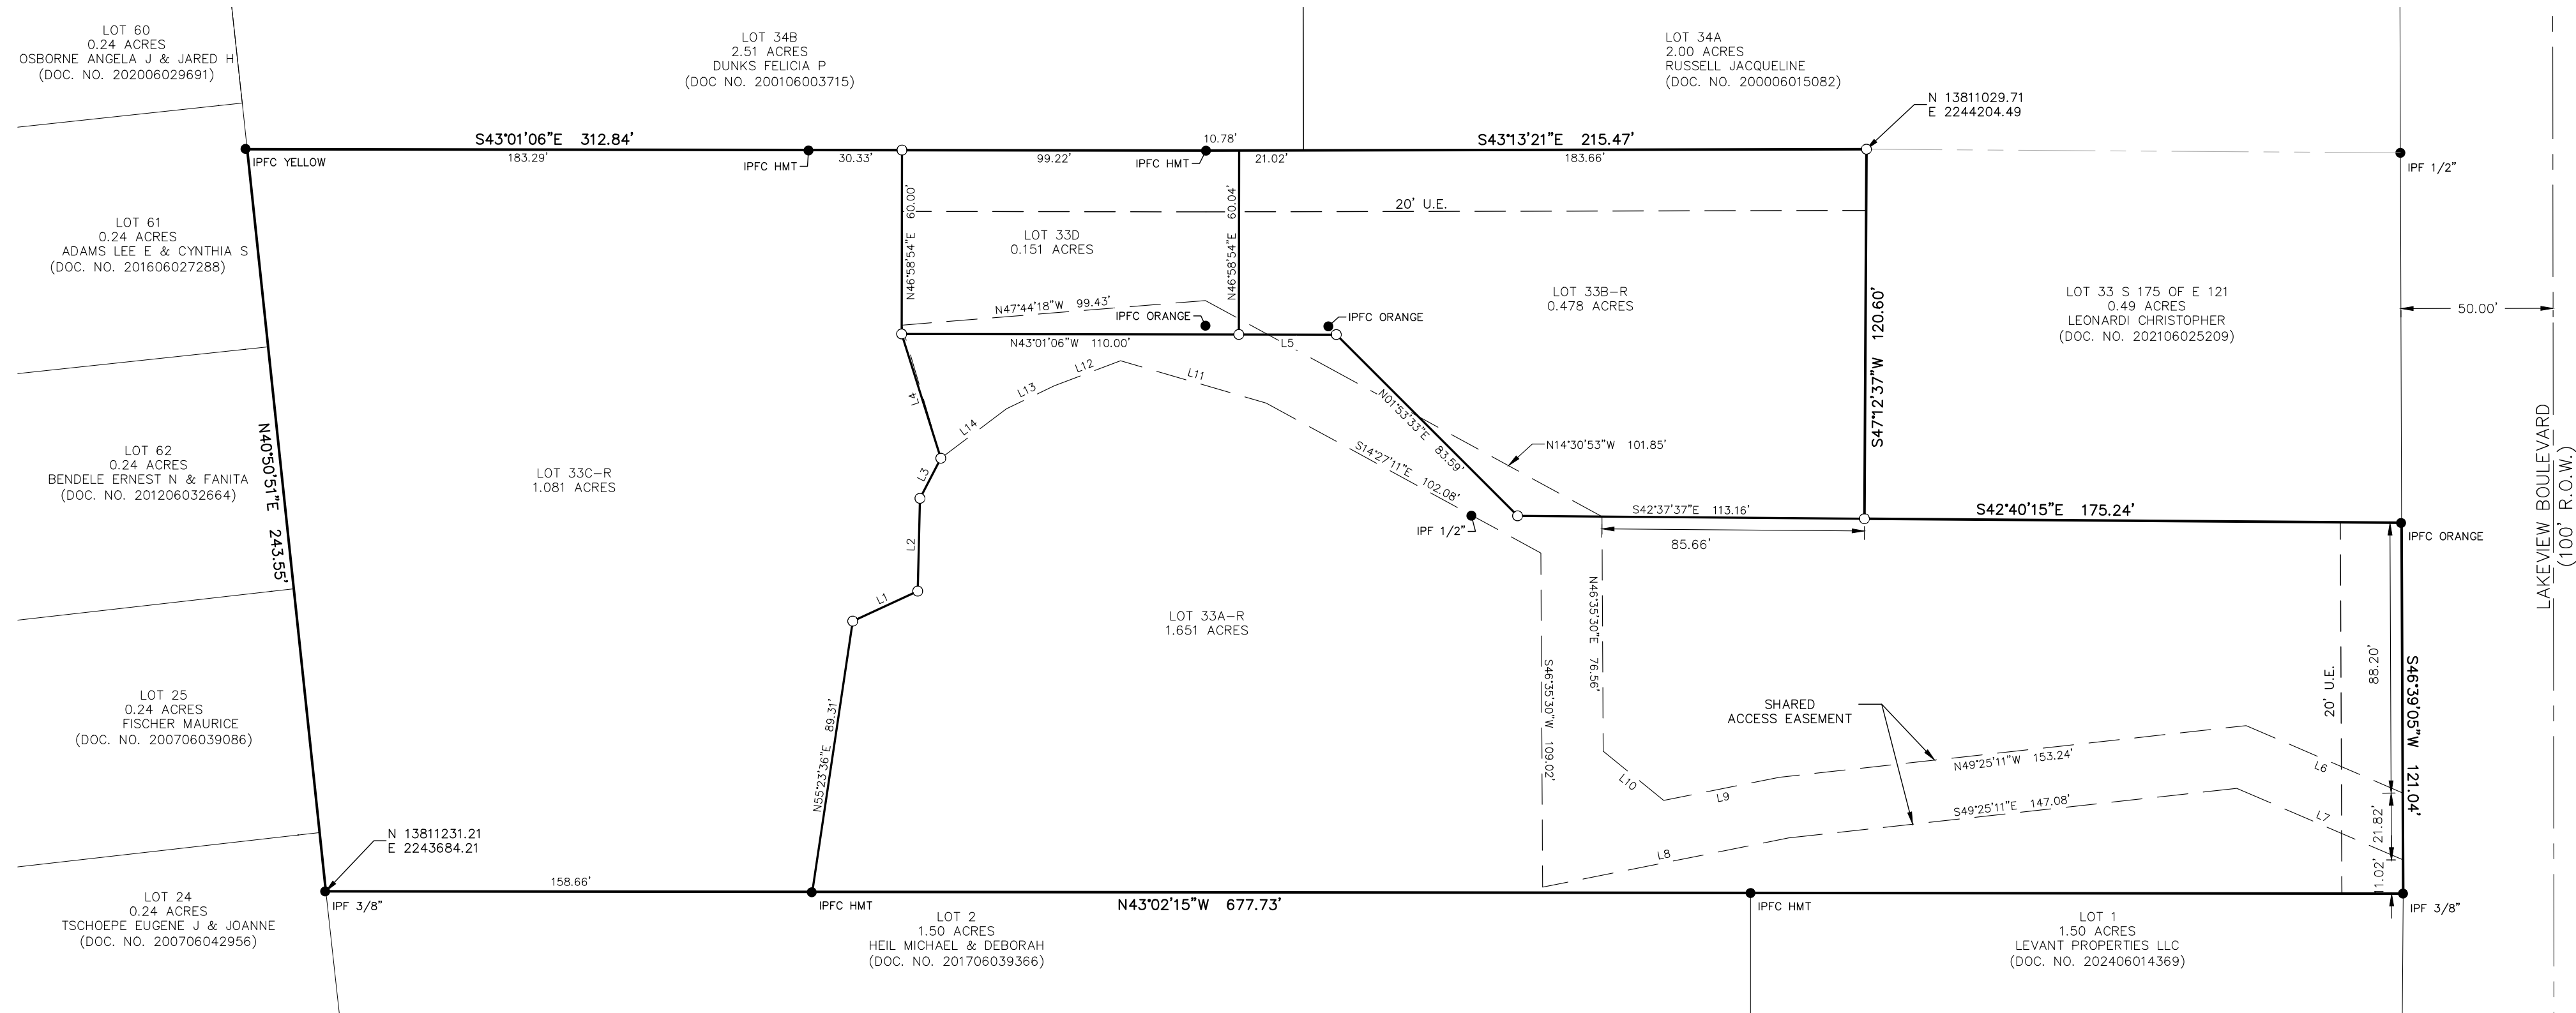 LOT 60
0.24 ACRES
OSBORNE ANGELA J & JARED H
(DOC. NO. 202006029691)
LOT 34B
2.51 ACRES
DUNKS FELICIA P
(DOC NO. 200106003715)
LOT 34A
2.00 ACRES
RUSSELL JACQUELINE
(DOC. NO. 200006015082)
N 13811029.71
E 2244204.49
S43°01'06"E 312.84'
183.29'
IPFC YELLOW
IPFC HMT
30.33'
99.22'
10.78'
IPFC HMT
21.02'
S43°13'21"E 215.47'
183.66'
IPF 1/2"
LOT 61
0.24 ACRES
ADAMS LEE E & CYNTHIA S
(DOC. NO. 201606027288)
N46°58'54"E 60.00'
LOT 33D
0.151 ACRES
N46°58'54"E 60.04'
20' U.E.
N47°44'18"W 99.43'
IPFC ORANGE
IPFC ORANGE
N43°01'06"W 110.00'
L5
LOT 33B-R
0.478 ACRES
S47°12'37"W 120.60'
LOT 33 S 175 OF E 121
0.49 ACRES
LEONARDI CHRISTOPHER
(DOC. NO. 202106025209)
50.00'
LAKEVIEW BOULEVARD
(100' R.O.W.)
L4
L14
L13
L12
L11
N01°53'33"E 83.59'
S14°27'11"E 102.08'
N14°30'53"W 101.85'
LOT 62
0.24 ACRES
BENDELE ERNEST N & FANITA
(DOC. NO. 201206032664)
N40°50'51"E 243.55'
LOT 33C-R
1.081 ACRES
L3
L2
L1
IPF 1/2"
S42°37'37"E 113.16'
85.66'
S42°40'15"E 175.24'
IPFC ORANGE
LOT 33A-R
1.651 ACRES
N46°35'30"E 76.56'
S46°35'30"W 109.02'
LOT 25
0.24 ACRES
FISCHER MAURICE
(DOC. NO. 200706039086)
N55°23'36"E 89.31'
SHARED
ACCESS EASEMENT
20' U.E.
88.20'
S46°39'05"W 121.04'
L10
L9
N49°25'11"W 153.24'
L6
L8
S49°25'11"E 147.08'
L7
21.82'
11.02'
N 13811231.21
E 2243684.21
158.66'
IPF 3/8"
IPFC HMT
N43°02'15"W 677.73'
IPFC HMT
IPF 3/8"
LOT 24
0.24 ACRES
TSCHOEPE EUGENE J & JOANNE
(DOC. NO. 200706042956)
LOT 2
1.50 ACRES
HEIL MICHAEL & DEBORAH
(DOC. NO. 201706039366)
LOT 1
1.50 ACRES
LEVANT PROPERTIES LLC
(DOC. NO. 202406014369)